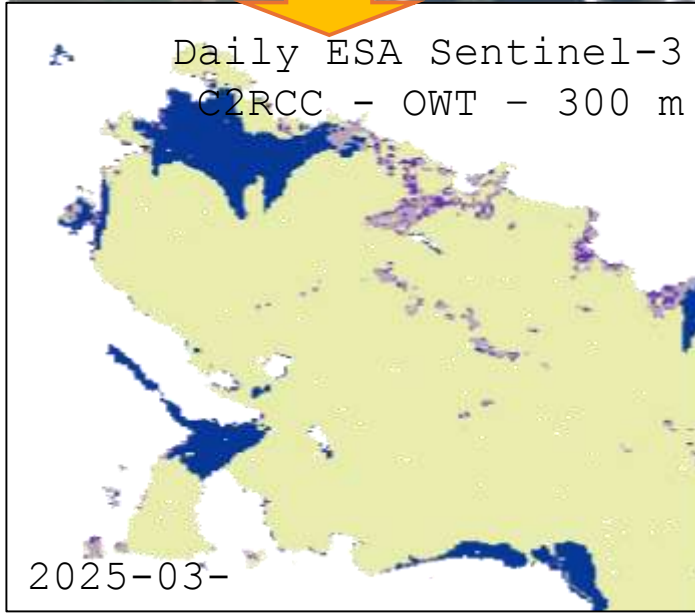 Daily ESA Sentinel-3
C2RCC - OWT – 300 m
2025-03-